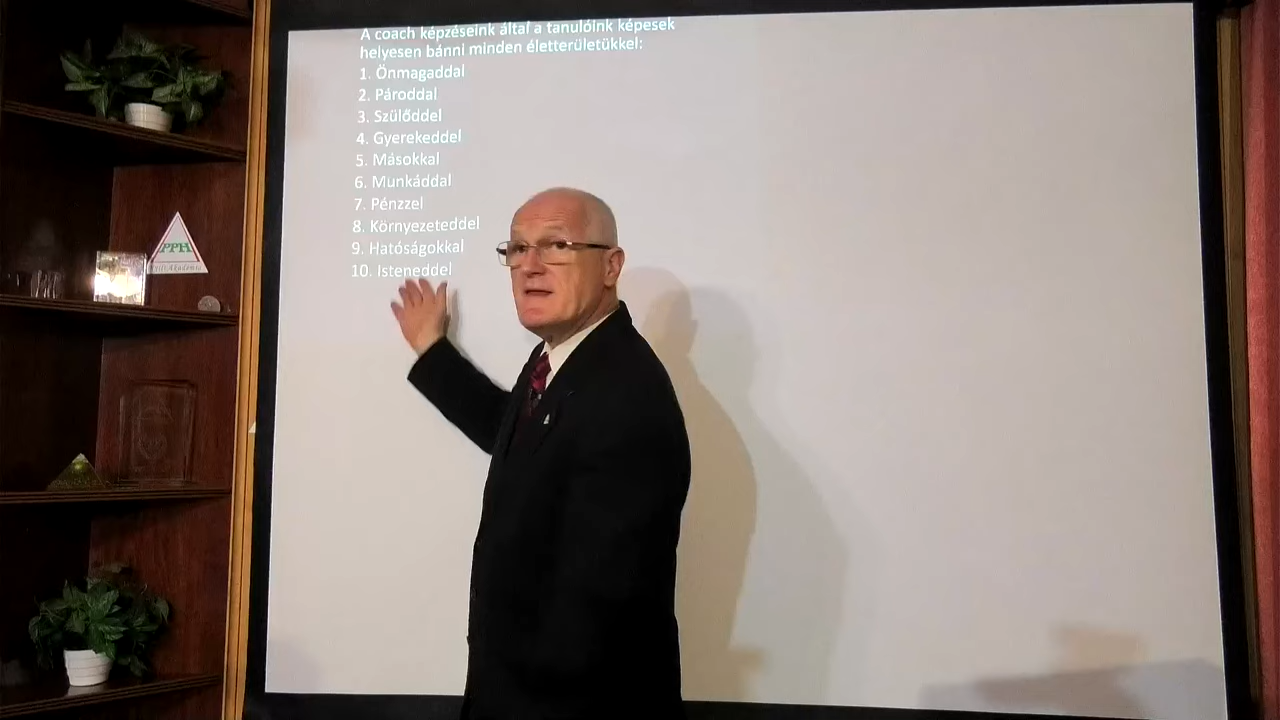 A coach képzéseink által a tanulóink képesek
helyesen bánni minden életterületükkel:
1. Önmagaddal
2. Pároddal
3. Szülőddel
4. Gyerekeddel
5. Másokkal
6. Munkáddal
7. Pénzzel
8. Környezeteddel
9. Hatóságokkal
10. Isteneddel
PPH